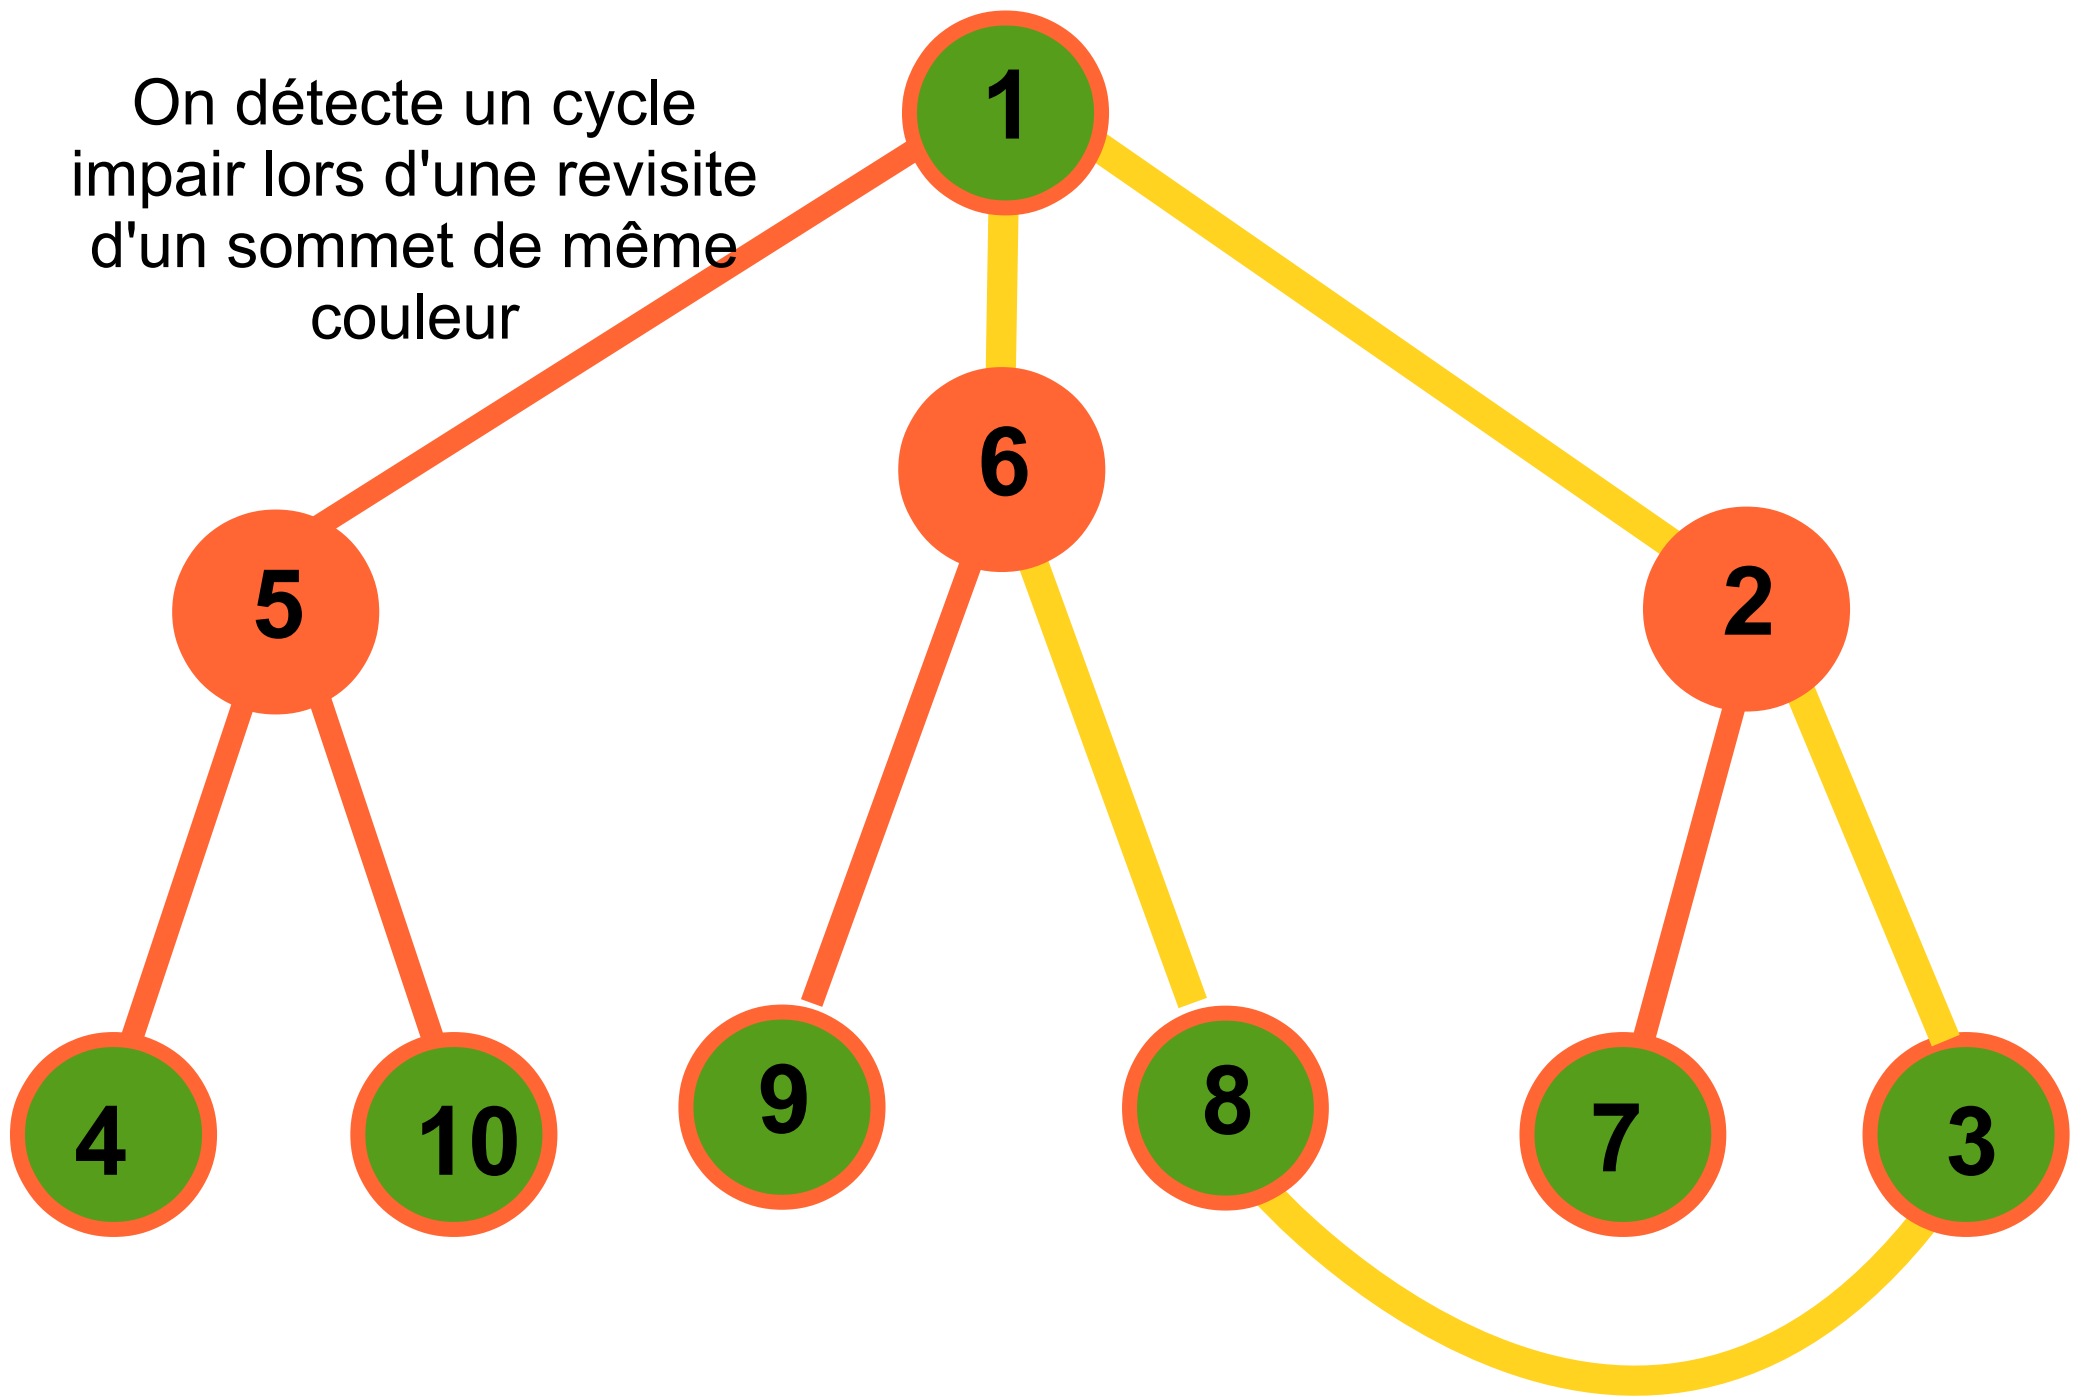 On détecte un cycle
impair lors d'une revisite
d'un sommet de même
couleur
1
6
5
2
4
10
9
8
7
3